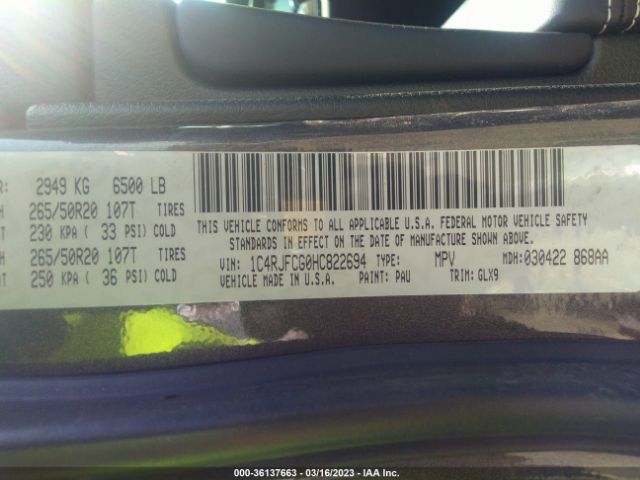 R: 2949 KG 6500 LB
H 265/50R20 107T TIRES
AT 230 KPA ( 33 PSI) COLD
H 265/50R20 107T TIRES
AT 250 KPA ( 36 PSI) COLD
THIS VEHICLE CONFORMS TO ALL APPLICABLE U.S.A. FEDERAL MOTOR VEHICLE SAFETY
STANDARDS IN EFFECT ON THE DATE OF MANUFACTURE SHOWN ABOVE.
VIN: 1C4RJFCG0HC822694 TYPE: MPV MDH:030422 868AA
VEHICLE MADE IN U.S.A. PAINT: PAU TRIM: GLX9
000-36137663 - 03/16/2023 - IAA Inc.